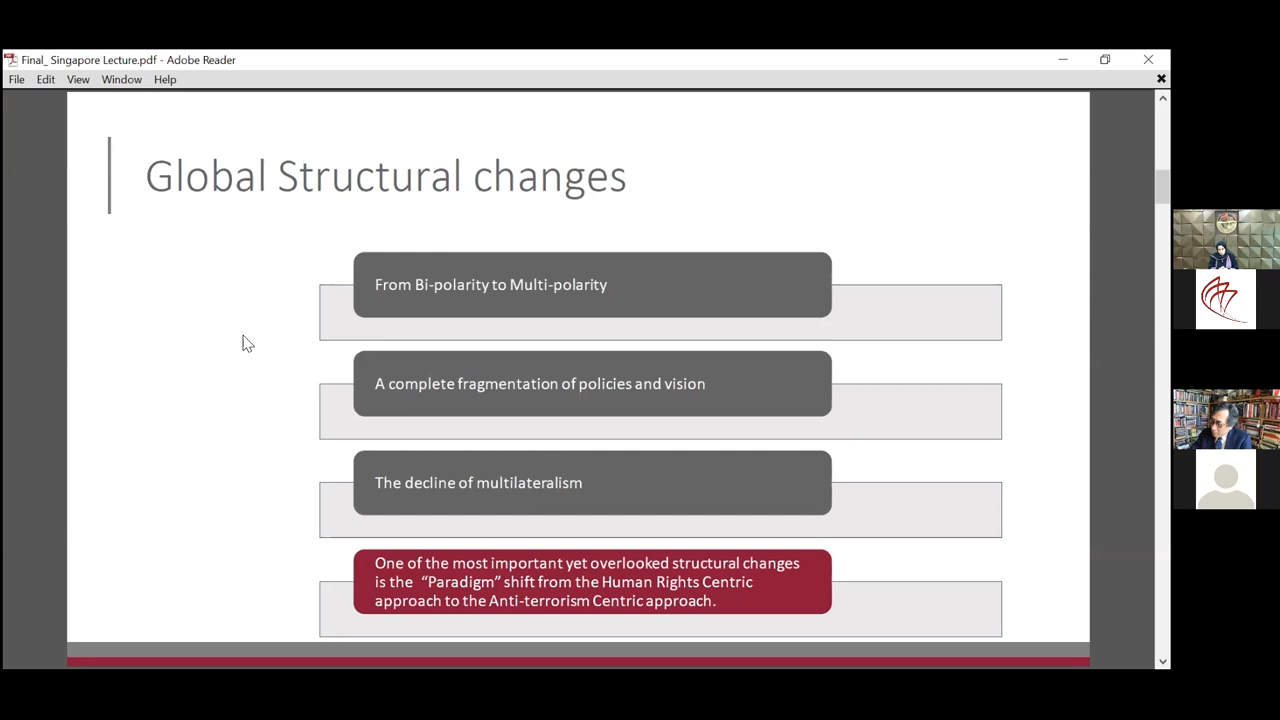 Final_ Singapore Lecture.pdf - Adobe Reader
File Edit View Window Help
Global Structural changes
From Bi-polarity to Multi-polarity
A complete fragmentation of policies and vision
The decline of multilateralism
One of the most important yet overlooked structural changes
is the “Paradigm” shift from the Human Rights Centric
approach to the Anti-terrorism Centric approach.